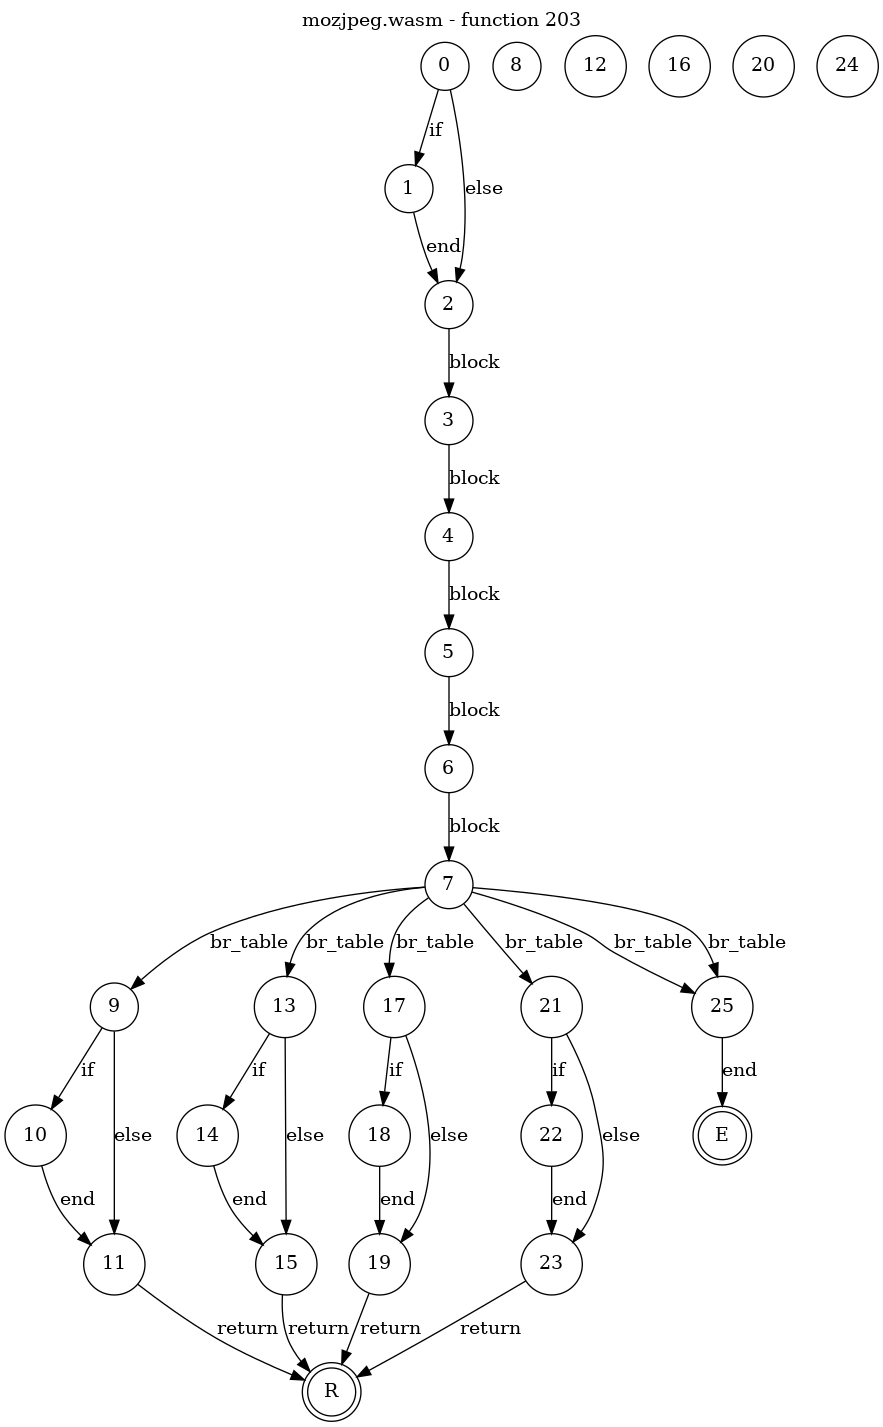 mozjpeg.wasm - function 203
0 8 12 16 20 24
if
1 else
end
2
block
3
block
4
block
5
block
6
block
7
br_table br_table br_table br_table br_table br_table
9 13 17 21 25
if if if if end
10 else 14 else 18 else 22 else E
end end end end
11 15 19 23
return return return return
R